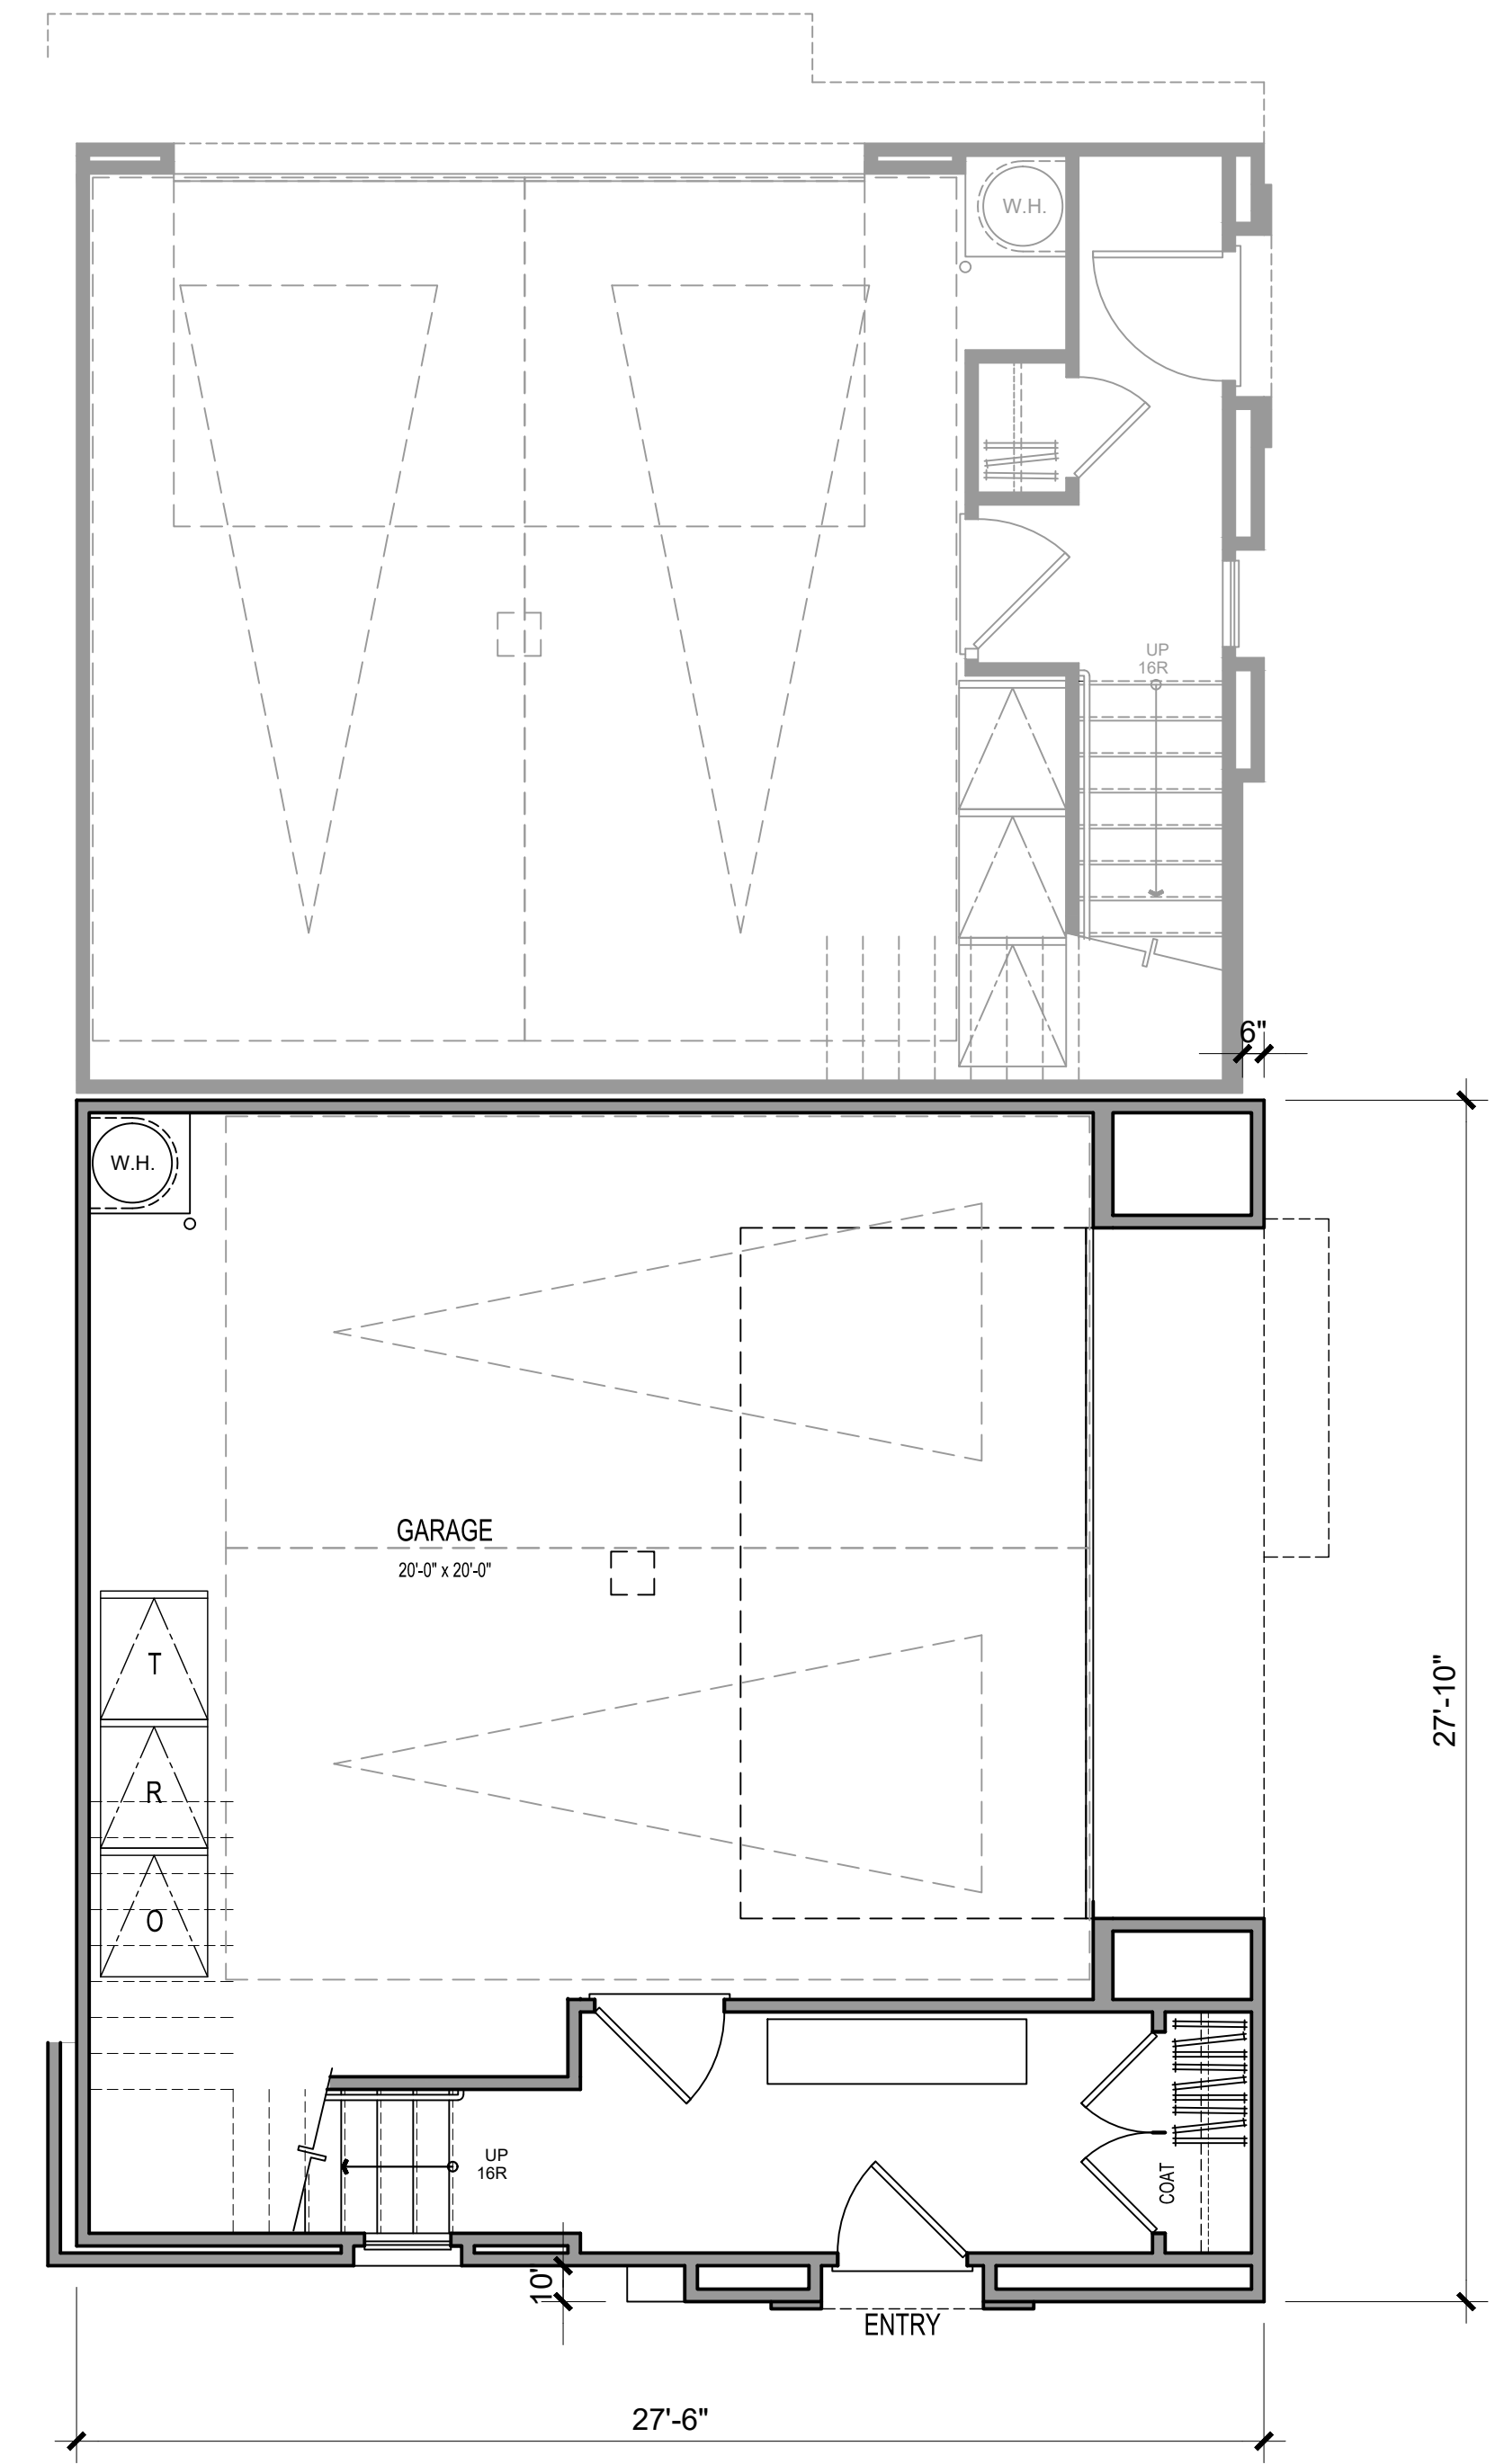 W.H.
UP
16R
6"
W.H.
GARAGE
20'-0" x 20'-0"
T
R
O
27'-10"
UP
16R
COAT
10"
ENTRY
27'-6"